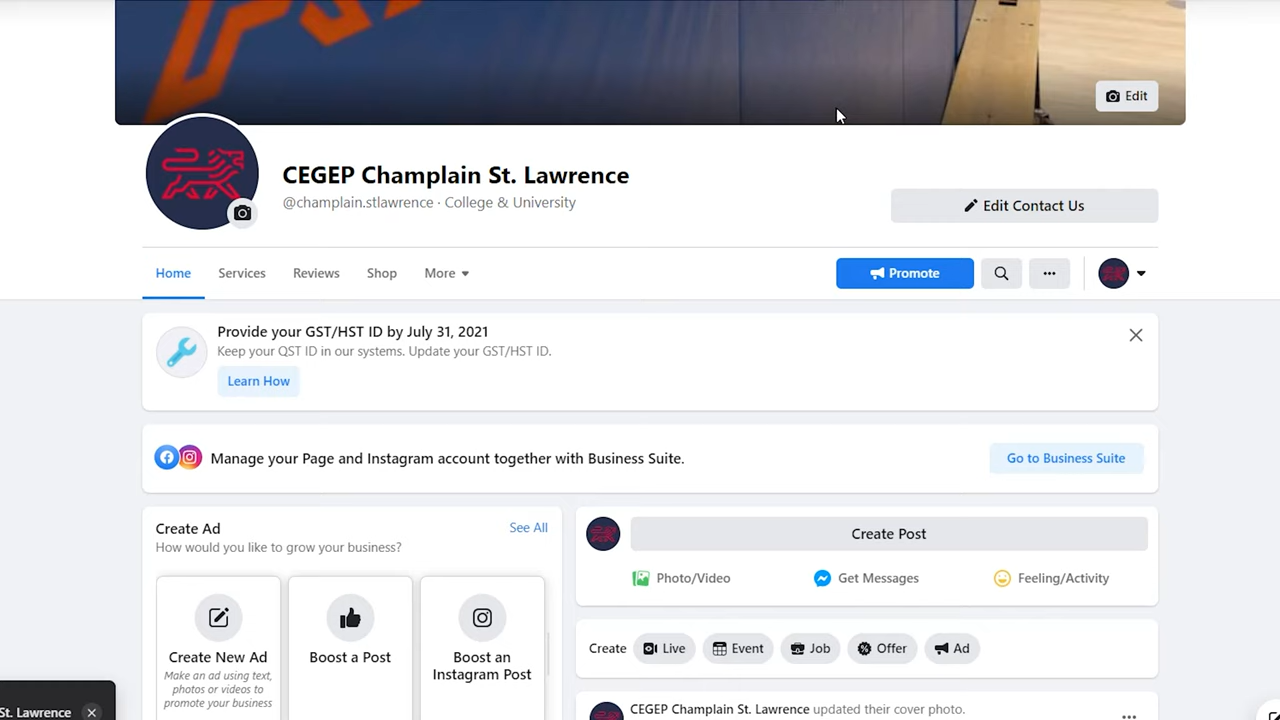 Edit
CEGEP Champlain St. Lawrence
@champlain.stlawrence · College & University
Edit Contact Us
Home Services Reviews Shop More
Promote
Provide your GST/HST ID by July 31, 2021
Keep your QST ID in our systems. Update your GST/HST ID.
Learn How
Manage your Page and Instagram account together with Business Suite.
Go to Business Suite
Create Ad
See All
How would you like to grow your business?
Create New Ad
Make an ad using text,
photos or videos to
promote your business
Boost a Post
Boost an
Instagram Post
Create Post
Photo/Video Get Messages Feeling/Activity
Create Live Event Job Offer Ad
CEGEP Champlain St. Lawrence updated their cover photo.
St. Lawrence